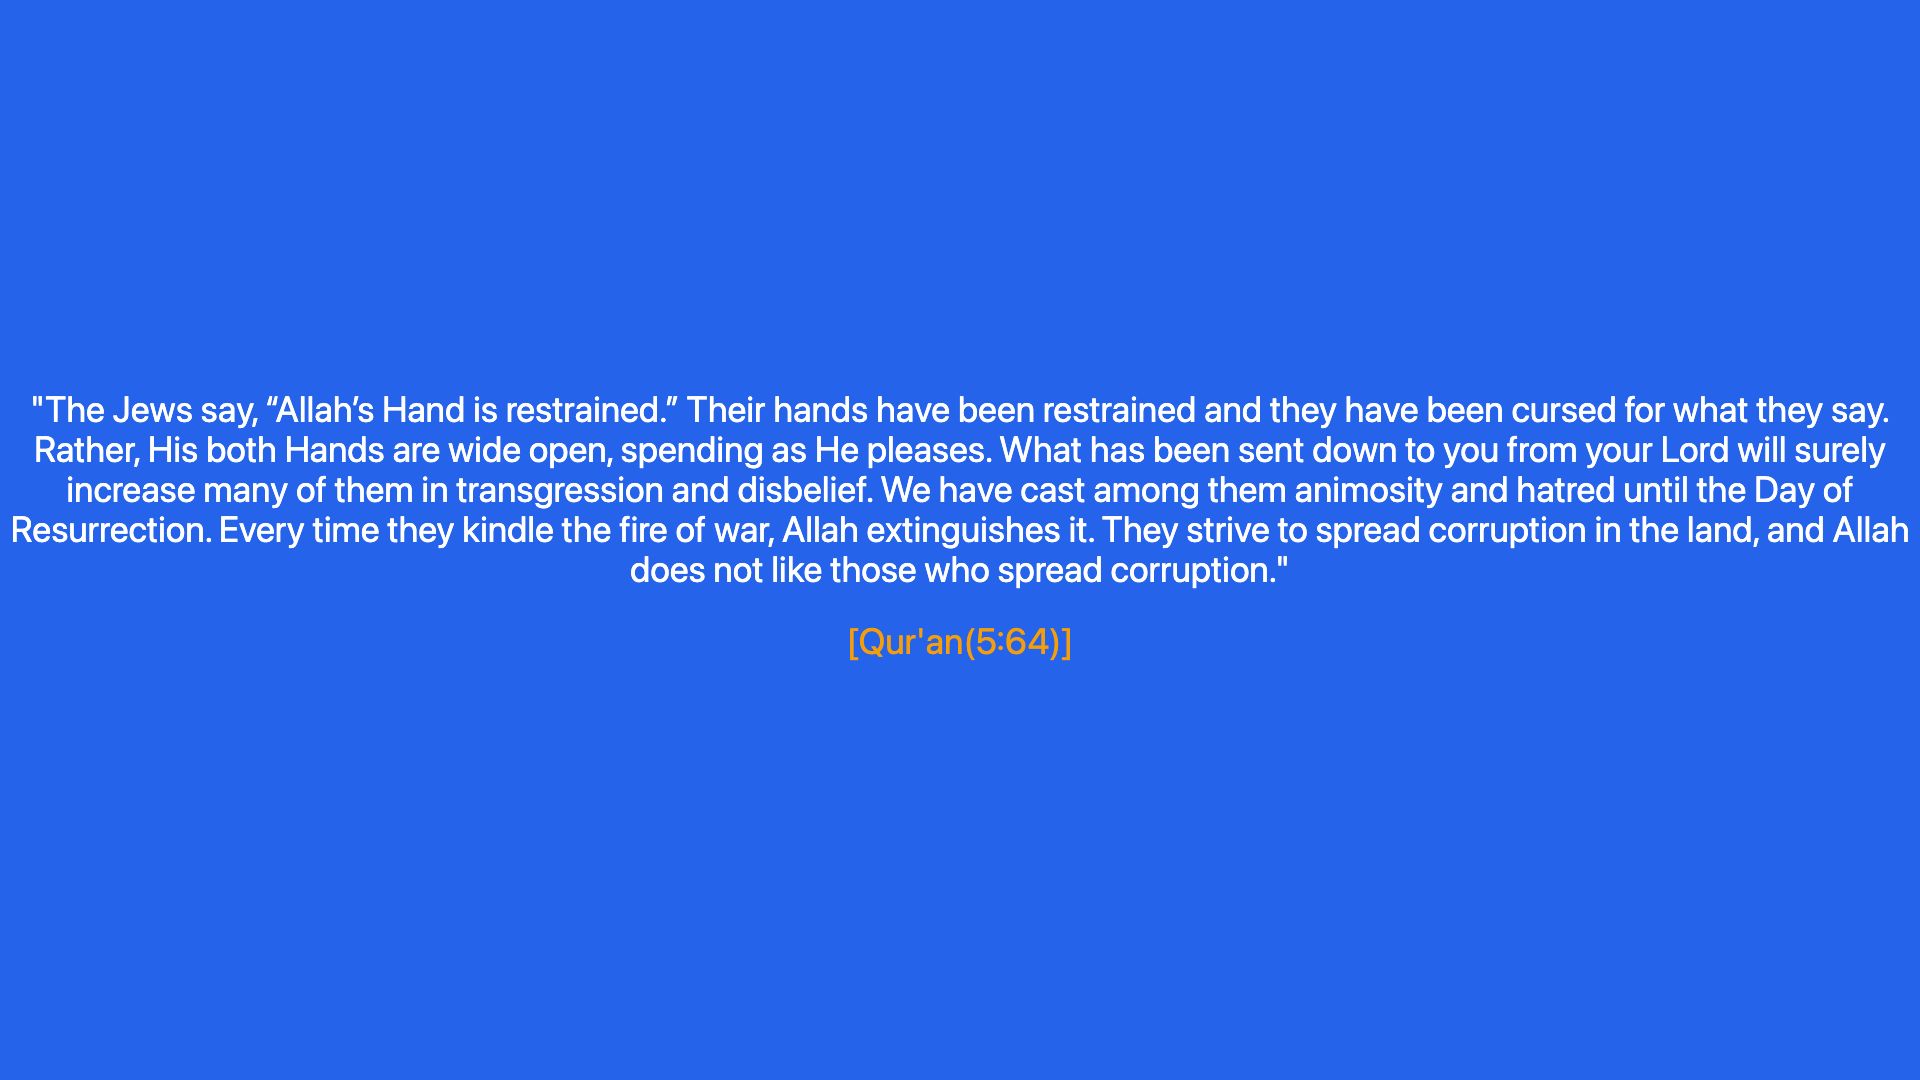 "The Jews say, “Allah’s Hand is restrained.” Their hands have been restrained and they have been cursed for what they say.
Rather, His both Hands are wide open, spending as He pleases. What has been sent down to you from your Lord will surely
increase many of them in transgression and disbelief. We have cast among them animosity and hatred until the Day of
Resurrection. Every time they kindle the fire of war, Allah extinguishes it. They strive to spread corruption in the land, and Allah
does not like those who spread corruption."
[Qur'an(5:64)]